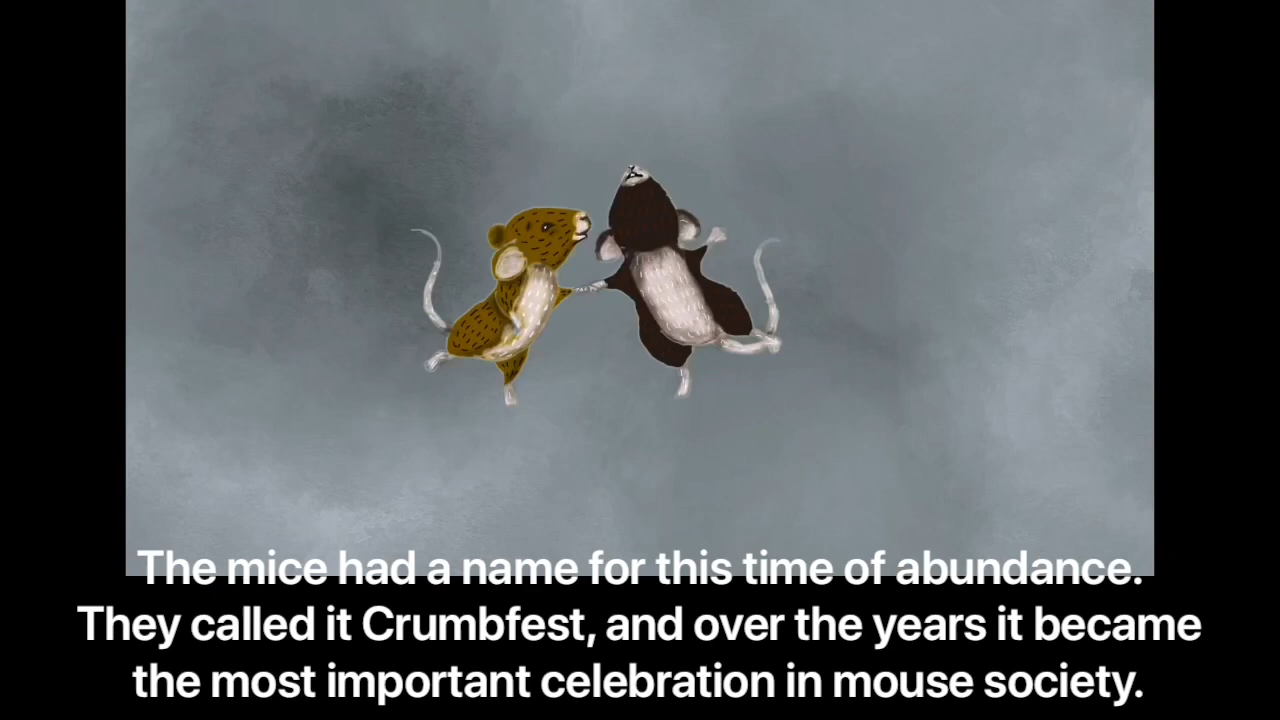 The mice had a name for this time of abundance.
They called it Crumbfest, and over the years it became
the most important celebration in mouse society.